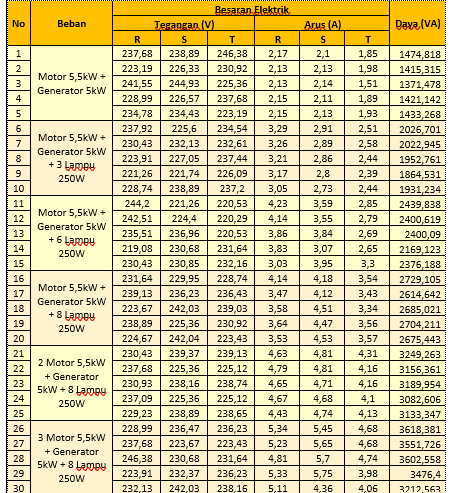 No Beban Besaran Elektrik Daya (VA)
Tegangan (V) Arus (A)
R S T R S T
1 Motor 5,5kW + Generator 5kW 237,68 238,89 246,38 2,17 2,1 1,85 1474,818
2 223,19 226,33 230,92 2,13 2,13 1,98 1415,315
3 241,55 244,93 225,36 2,13 2,14 1,51 1371,478
4 228,99 226,57 237,68 2,15 2,11 1,89 1421,142
5 234,78 234,43 223,19 2,15 2,13 1,93 1433,268
6 Motor 5,5kW + Generator 5kW + 3 Lampu 250W 237,92 225,6 234,54 3,29 2,91 2,51 2026,701
7 230,43 232,13 232,61 3,26 2,89 2,58 2022,945
8 223,91 227,05 237,44 3,21 2,86 2,44 1952,761
9 221,26 221,74 226,09 3,17 2,8 2,39 1864,531
10 228,74 238,89 237,2 3,05 2,73 2,44 1931,234
11 Motor 5,5kW + Generator 5kW + 6 Lampu 250W 244,2 221,26 220,53 4,23 3,59 2,85 2439,838
12 242,51 224,4 220,29 4,14 3,55 2,79 2400,619
13 235,51 236,96 220,53 3,86 3,84 2,69 2400,09
14 219,08 230,68 231,64 3,83 3,07 2,65 2169,123
15 230,43 230,85 232,16 3,03 3,95 3,3 2376,188
16 Motor 5,5kW + Generator 5kW + 8 Lampu 250W 231,64 229,95 228,74 4,14 4,18 3,54 2729,105
17 239,13 236,23 236,43 3,47 4,12 3,43 2614,642
18 223,67 242,03 239,03 3,58 4,51 3,34 2685,021
19 238,89 225,36 230,92 3,64 4,47 3,56 2704,211
20 224,67 242,04 223,43 3,53 4,53 3,57 2675,443
21 2 Motor 5,5kW + Generator 5kW + 8 Lampu 250W 230,43 239,37 239,13 4,63 4,81 4,31 3249,263
22 237,68 225,36 225,12 4,79 4,81 4,16 3156,361
23 230,93 238,16 238,74 4,65 4,71 4,16 3189,954
24 237,09 225,36 225,12 4,67 4,68 4,1 3082,606
25 229,23 238,89 238,65 4,43 4,74 4,13 3133,347
26 3 Motor 5,5kW + Generator 5kW + 8 Lampu 250W 228,99 236,47 236,23 5,34 5,45 4,68 3618,381
27 237,68 223,67 223,43 5,23 5,65 4,68 3551,726
28 246,38 230,68 231,64 4,81 5,7 4,74 3602,558
29 223,91 232,37 236,23 5,33 5,75 3,98 3476,4
30 232,13 242,03 238,16 5,11 4,36 4,06 3212,563